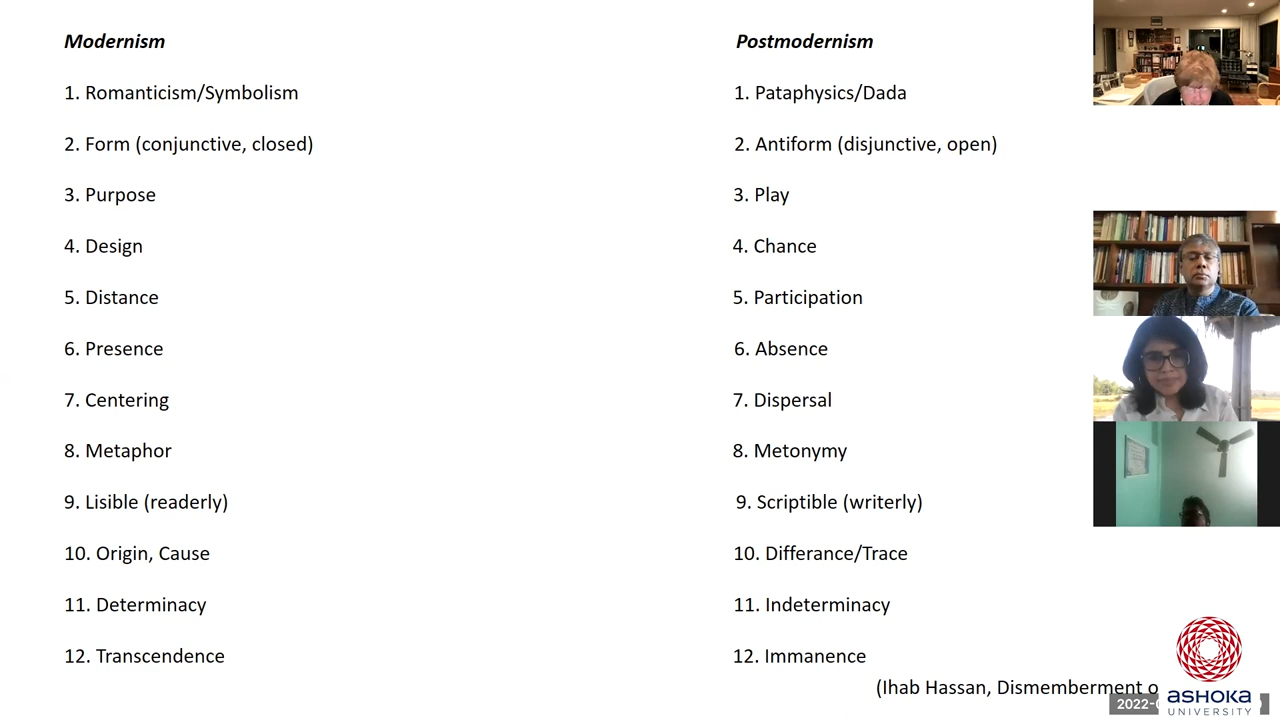 Modernism
Postmodernism
1. Romanticism/Symbolism
1. Pataphysics/Dada
2. Form (conjunctive, closed)
2. Antiform (disjunctive, open)
3. Purpose
3. Play
4. Design
4. Chance
5. Distance
5. Participation
6. Presence
6. Absence
7. Centering
7. Dispersal
8. Metaphor
8. Metonymy
9. Lisible (readerly)
9. Scriptible (writerly)
10. Origin, Cause
10. Differance/Trace
11. Determinacy
11. Indeterminacy
12. Transcendence
12. Immanence
(Ihab Hassan, Dismemberment o
2022-
ASHOKA
UNIVERSITY